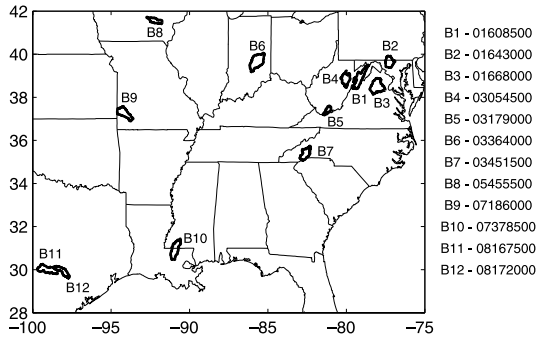 42
40
38
36
34
32
30
28
−100
−95
−90
−85
−80
−75
B8
B6
B2
B4
B1
B3
B9
B5
B7
B10
B11
B12
B1 - 01608500
B2 - 01643000
B3 - 01668000
B4 - 03054500
B5 - 03179000
B6 - 03364000
B7 - 03451500
B8 - 05455500
B9 - 07186000
B10 - 07378500
B11 - 08167500
B12 - 08172000